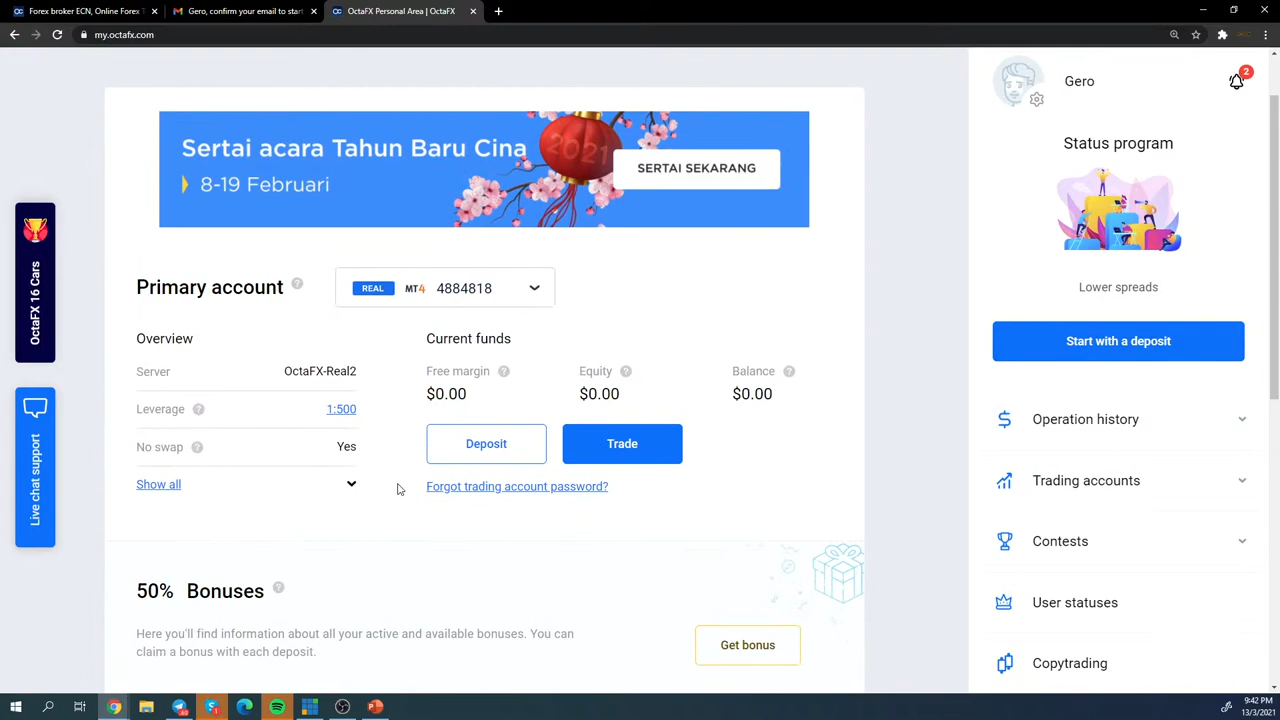 Forex broker ECN, Online Forex T
Gero, confirm your email to start
OctaFX Personal Area | OctaFX
my.octafx.com
Sertai acara Tahun Baru Cina
8-19 Februari
2021
SERTAI SEKARANG
Gero
2
Status program
Lower spreads
Start with a deposit
OctaFX 16 Cars
Live chat support
Primary account
REAL MT4 4884818
Overview
Server OctaFX-Real2
Leverage 1:500
No swap Yes
Show all
Current funds
Free margin Equity Balance
$0.00 $0.00 $0.00
Deposit Trade
Forgot trading account password?
50% Bonuses
Here you'll find information about all your active and available bonuses. You can
claim a bonus with each deposit.
Get bonus
Operation history
Trading accounts
Contests
User statuses
Copytrading
9:42 PM
13/3/2021